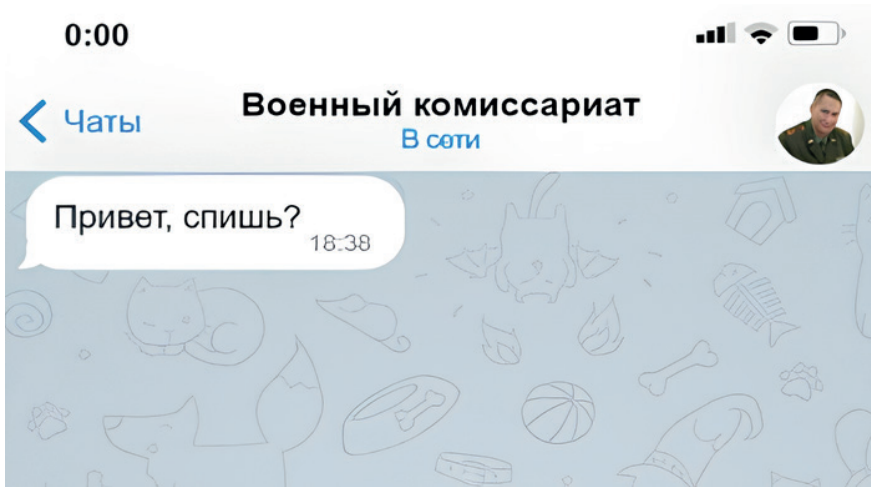 0:00
Чаты
Военный комиссариат
В сети
Привет, спишь?
18:38